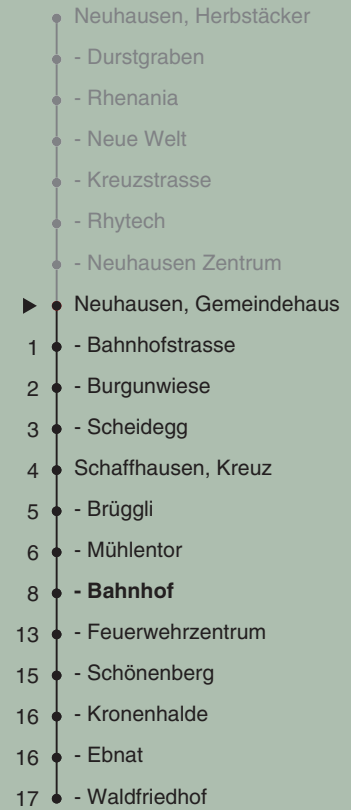 Neuhausen, Herbstäcker
- Durstgraben
- Rhenania
- Neue Welt
- Kreuzstrasse
- Rhytech
- Neuhausen Zentrum
Neuhausen, Gemeindehaus
1 - Bahnhofstrasse
2 - Burgunwiese
3 - Scheidegg
4 Schaffhausen, Kreuz
5 - Brüggli
6 - Mühlentor
8 - Bahnhof
13 - Feuerwehrzentrum
15 - Schönenberg
16 - Kronenhalde
16 - Ebnat
17 - Waldfriedhof